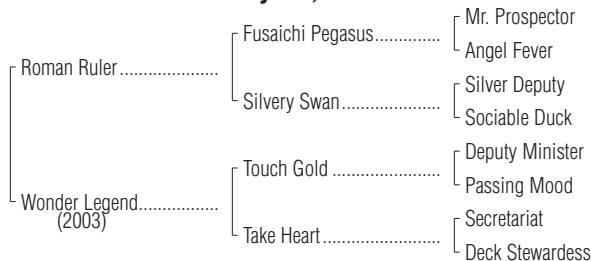 Mr. Prospector
Fusaichi Pegasus...............
Angel Fever
Roman Ruler.....................
Silver Deputy
Silvery Swan.....................
Sociable Duck
Deputy Minister
Touch Gold......................
Passing Mood
Wonder Legend.................
(2003)
Secretariat
Take Heart.........................
Deck Stewardess